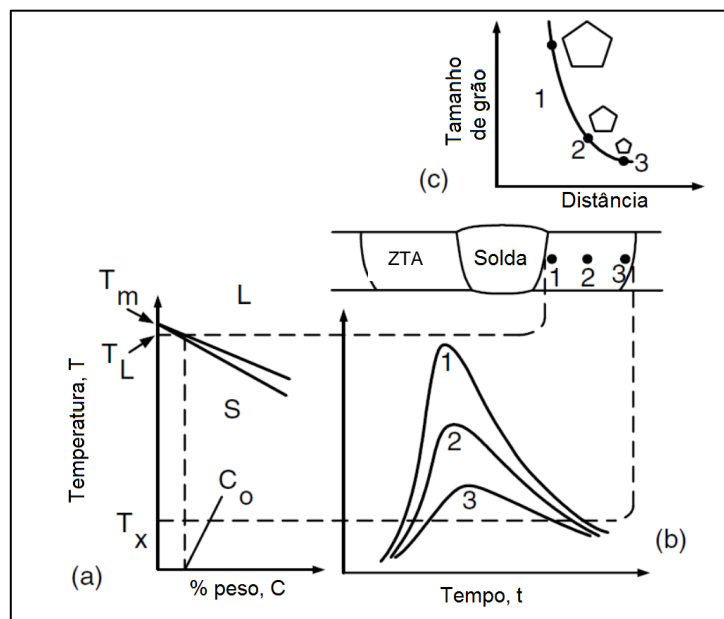 Tamanho
de grão
1
2
3
(c)
Distância
ZTA
Solda
1
2
3
Tm
TL
L
S
Co
Tx
Temperatura, T
(a)
% peso, C
1
2
3
(b)
Tempo, t